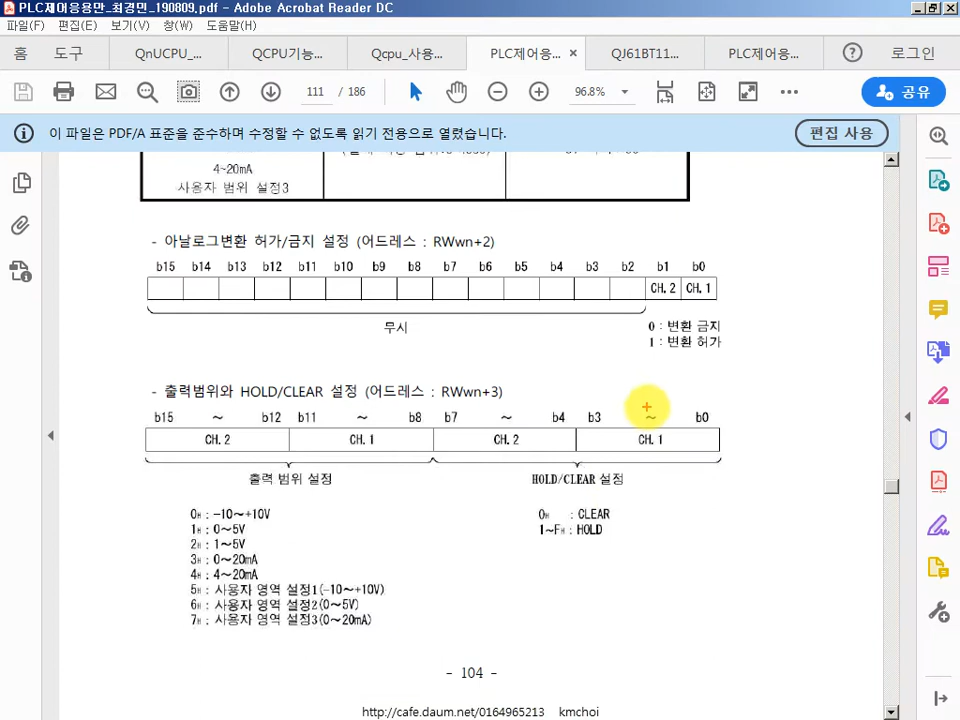 PLC제어응용만_최경민_190809.pdf - Adobe Acrobat Reader DC
파일(F) 편집(E) 보기(V) 창(W) 도움말(H)
홈 도구 QnUCPU_... QCPU기능... Qcpu_사용... PLC제어응... × QJ61BT11... PLC제어응... ? 로그인
111 / 186 96.8% 공유
이 파일은 PDF/A 표준을 준수하며 수정할 수 없도록 읽기 전용으로 열렸습니다. 편집 사용
4~20mA
사용자 범위 설정3
- 아날로그변환 허가/금지 설정 (어드레스 : RWwn+2)
b15 b14 b13 b12 b11 b10 b9 b8 b7 b6 b5 b4 b3 b2 b1 b0
CH.2 CH.1
무시
0 : 변환 금지
1 : 변환 허가
- 출력범위와 HOLD/CLEAR 설정 (어드레스 : RWwn+3)
b15 ~ b12 b11 ~ b8 b7 ~ b4 b3 ~ b0
CH.2 CH.1 CH.2 CH.1
출력 범위 설정 HOLD/CLEAR 설정
0H : -10~+10V 0H : CLEAR
1H : 0~5V 1~FH : HOLD
2H : 1~5V
3H : 0~20mA
4H : 4~20mA
5H : 사용자 영역 설정1(-10~+10V)
6H : 사용자 영역 설정2(0~5V)
7H : 사용자 영역 설정3(0~20mA)
- 104 -
http://cafe.daum.net/0164965213 kmchoi